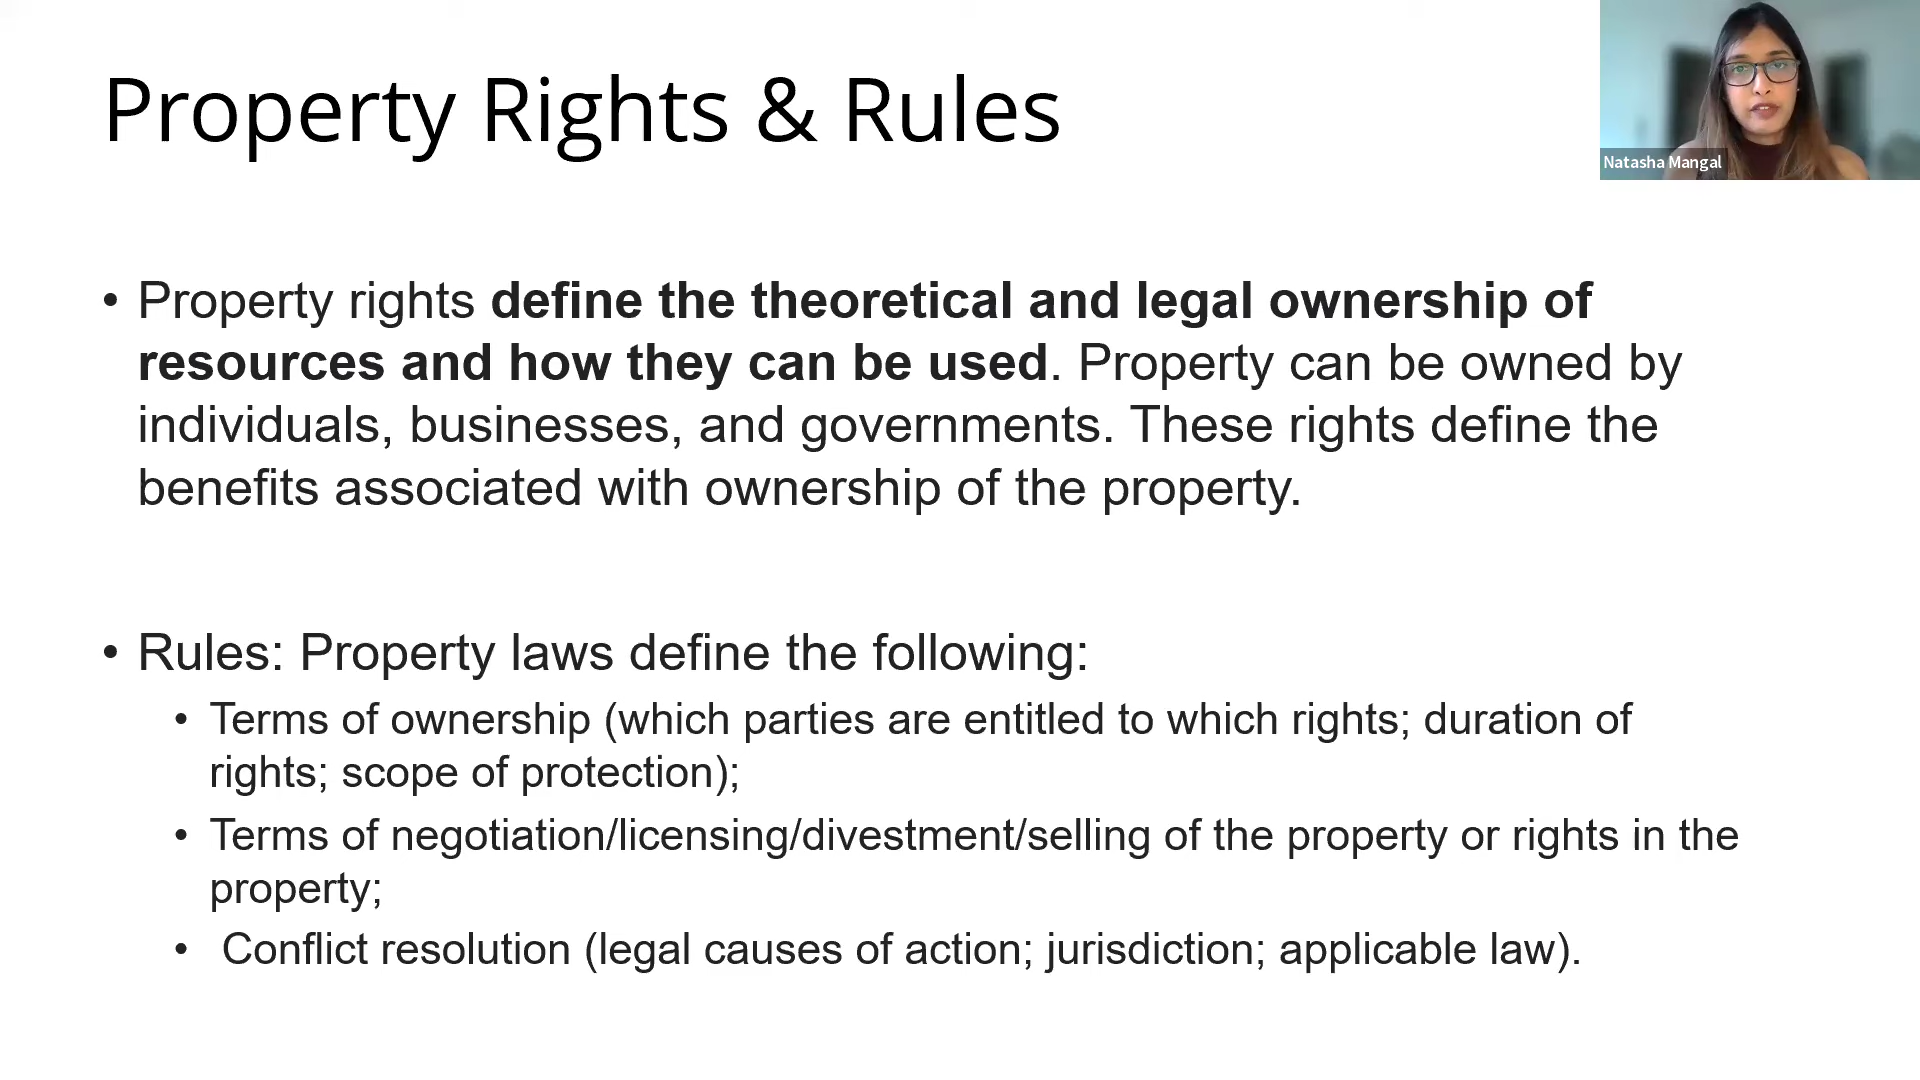 Property Rights & Rules
Natasha Mangal
• Property rights define the theoretical and legal ownership of
resources and how they can be used. Property can be owned by
individuals, businesses, and governments. These rights define the
benefits associated with ownership of the property.
• Rules: Property laws define the following:
• Terms of ownership (which parties are entitled to which rights; duration of
rights; scope of protection);
• Terms of negotiation/licensing/divestment/selling of the property or rights in the
property;
• Conflict resolution (legal causes of action; jurisdiction; applicable law).